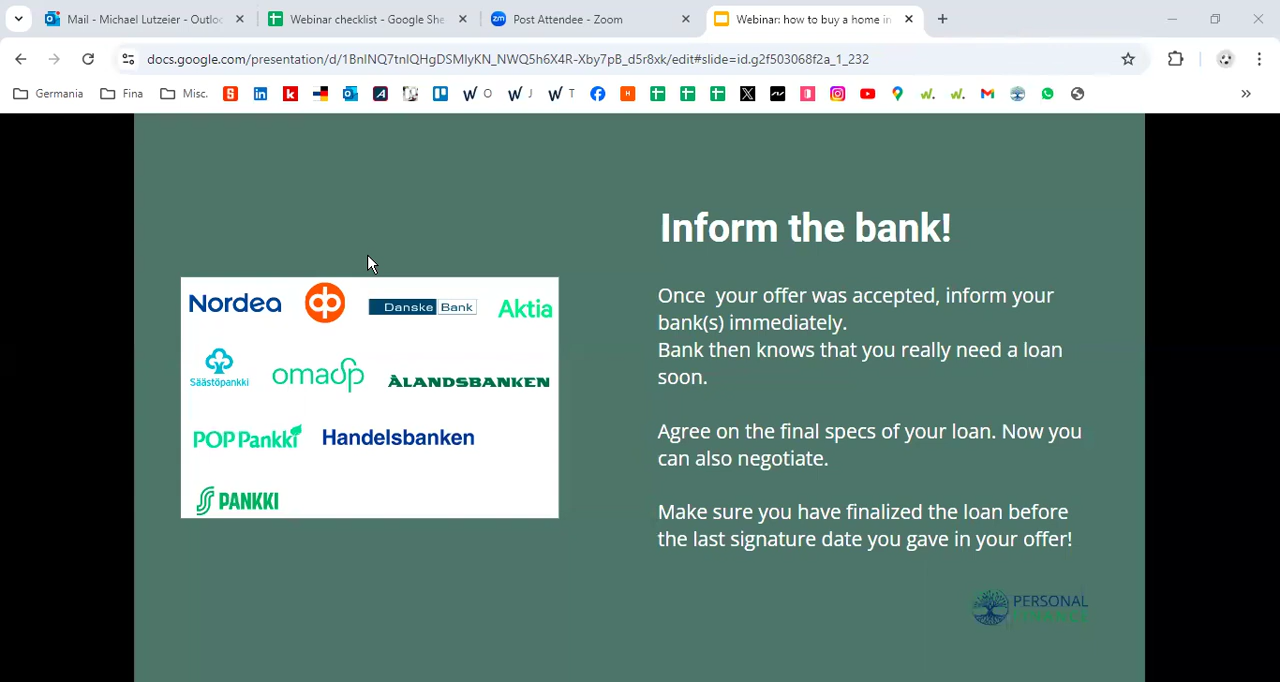 Mail - Michael Lutzeier - Outloo
Webinar checklist - Google She
Post Attendee - Zoom
Webinar: how to buy a home in
docs.google.com/presentation/d/1BnINQ7tnIQHgDSMIyKN_NWQ5h6X4R-Xby7pB_d5r8xk/edit#slide=id.g2f503068f2a_1_232
Germania
Fina
Misc.
O
J
T
Inform the bank!
Nordea
Danske Bank
Aktia
Säästöpankki
omasp
ÅLANDSBANKEN
POP Pankki
Handelsbanken
S PANKKI
Once your offer was accepted, inform your
bank(s) immediately.
Bank then knows that you really need a loan
soon.
Agree on the final specs of your loan. Now you
can also negotiate.
Make sure you have finalized the loan before
the last signature date you gave in your offer!
PERSONAL
FINANCE